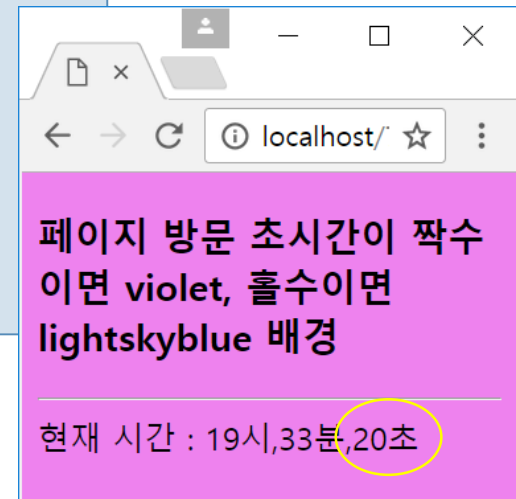 localhost/
페이지 방문 초시간이 짝수
이면 violet, 홀수이면
lightskyblue 배경
현재 시간 : 19시,33분,20초